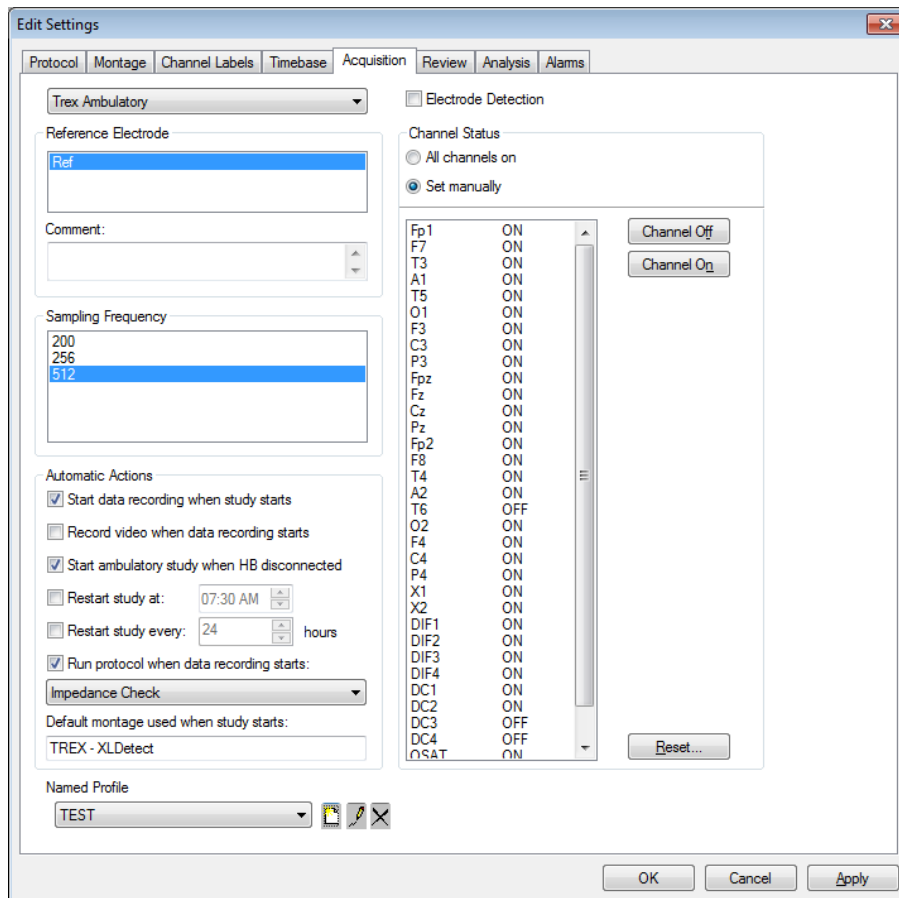 Edit Settings
Protocol Montage Channel Labels Timebase Acquisition Review Analysis Alarms
Trex Ambulatory
Reference Electrode
Ref
Comment:
Sampling Frequency
200
256
512
Automatic Actions
Start data recording when study starts
Record video when data recording starts
Start ambulatory study when HB disconnected
Restart study at: 07:30 AM
Restart study every: 24 hours
Run protocol when data recording starts:
Impedance Check
Default montage used when study starts:
TREX - XLDetect
Named Profile
TEST
Electrode Detection
Channel Status
All channels on
Set manually
Fp1 ON
F7 ON
T3 ON
A1 ON
T5 ON
O1 ON
F3 ON
C3 ON
P3 ON
Fpz ON
Fz ON
Cz ON
Pz ON
Fp2 ON
F8 ON
T4 ON
A2 ON
T6 OFF
O2 ON
F4 ON
C4 ON
P4 ON
X1 ON
X2 ON
DIF1 ON
DIF2 ON
DIF3 ON
DIF4 ON
DC1 ON
DC2 ON
DC3 OFF
DC4 OFF
OSAT ON
Channel Off
Channel On
Reset...
OK Cancel Apply